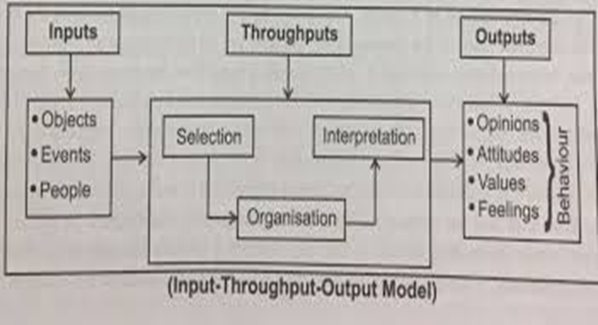 Inputs
Throughputs
Outputs
• Objects
• Events
• People
Selection
Interpretation
Organisation
• Opinions
• Attitudes
• Values
• Feelings
Behaviour
(Input-Throughput-Output Model)